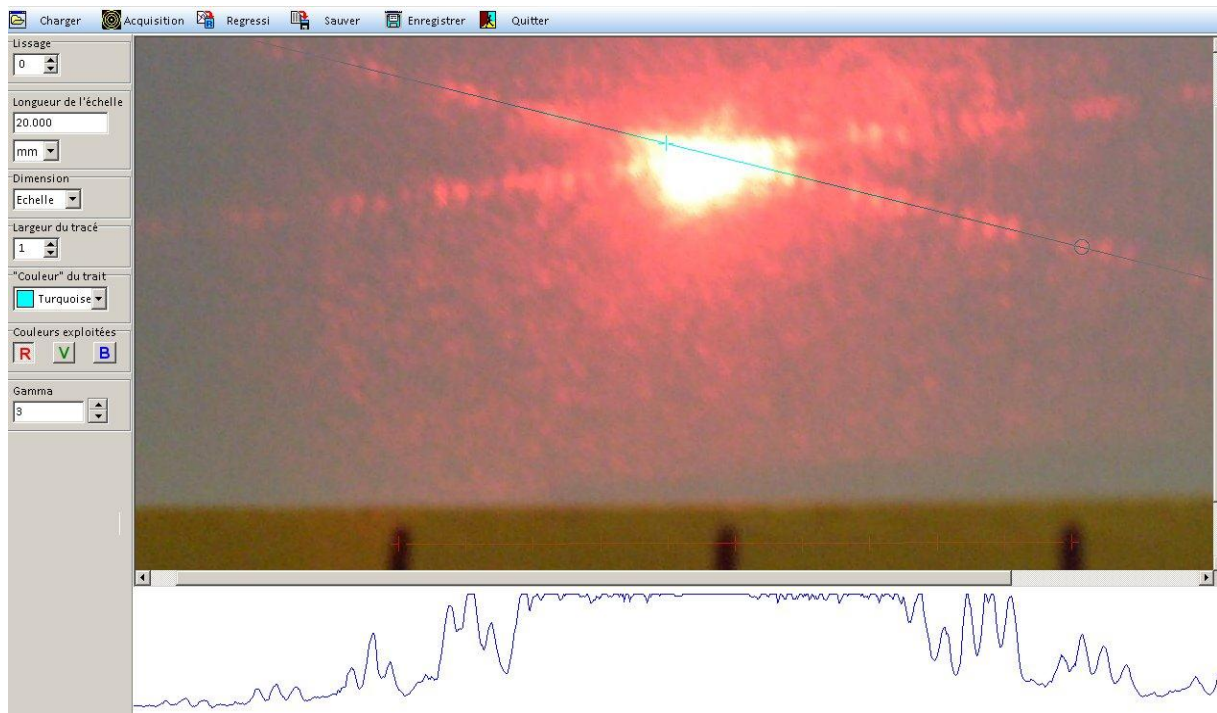 Charger Acquisition Regressi Sauver Enregistrer Quitter
Lissage
0
Longueur de l'échelle
20.000
mm
Dimension
Echelle
Largeur du tracé
1
"Couleur" du trait
Turquoise
Couleurs exploitées
R V B
Gamma
3